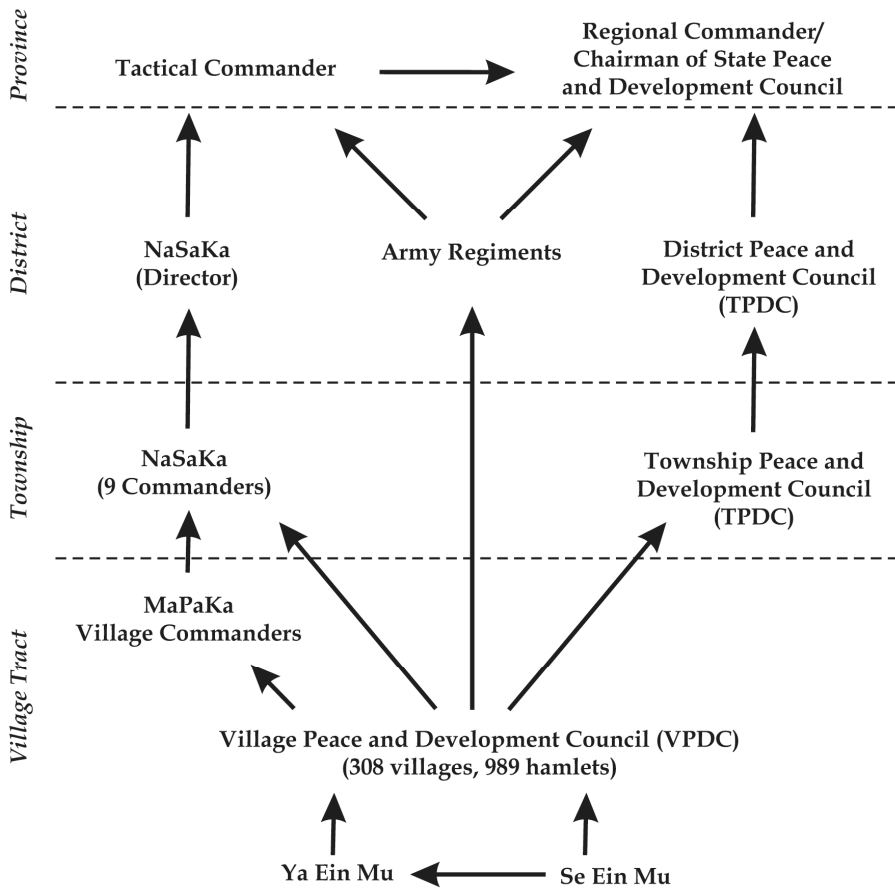 Province
Tactical Commander
Regional Commander/
Chairman of State Peace
and Development Council
District
NaSaKa
(Director)
Army Regiments
District Peace and
Development Council
(TPDC)
Township
NaSaKa
(9 Commanders)
Township Peace and
Development Council
(TPDC)
Village Tract
MaPaKa
Village Commanders
Village Peace and Development Council (VPDC)
(308 villages, 989 hamlets)
Ya Ein Mu
Se Ein Mu